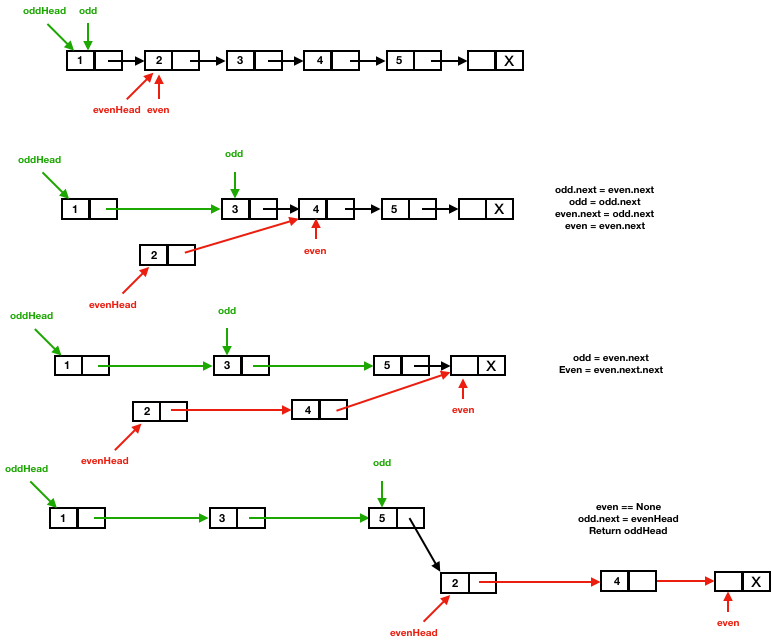 oddHead odd
1 2 3 4 5 X
evenHead even
odd
oddHead
odd.next = even.next
odd = odd.next
even.next = odd.next
even = even.next
1 3 4 5 X
2
even
evenHead
odd
oddHead
odd = even.next
Even = even.next.next
1 3 5 X
2 4
even
evenHead
oddHead
odd
even == None
odd.next = evenHead
Return oddHead
1 3 5
2 4 X
evenHead
even